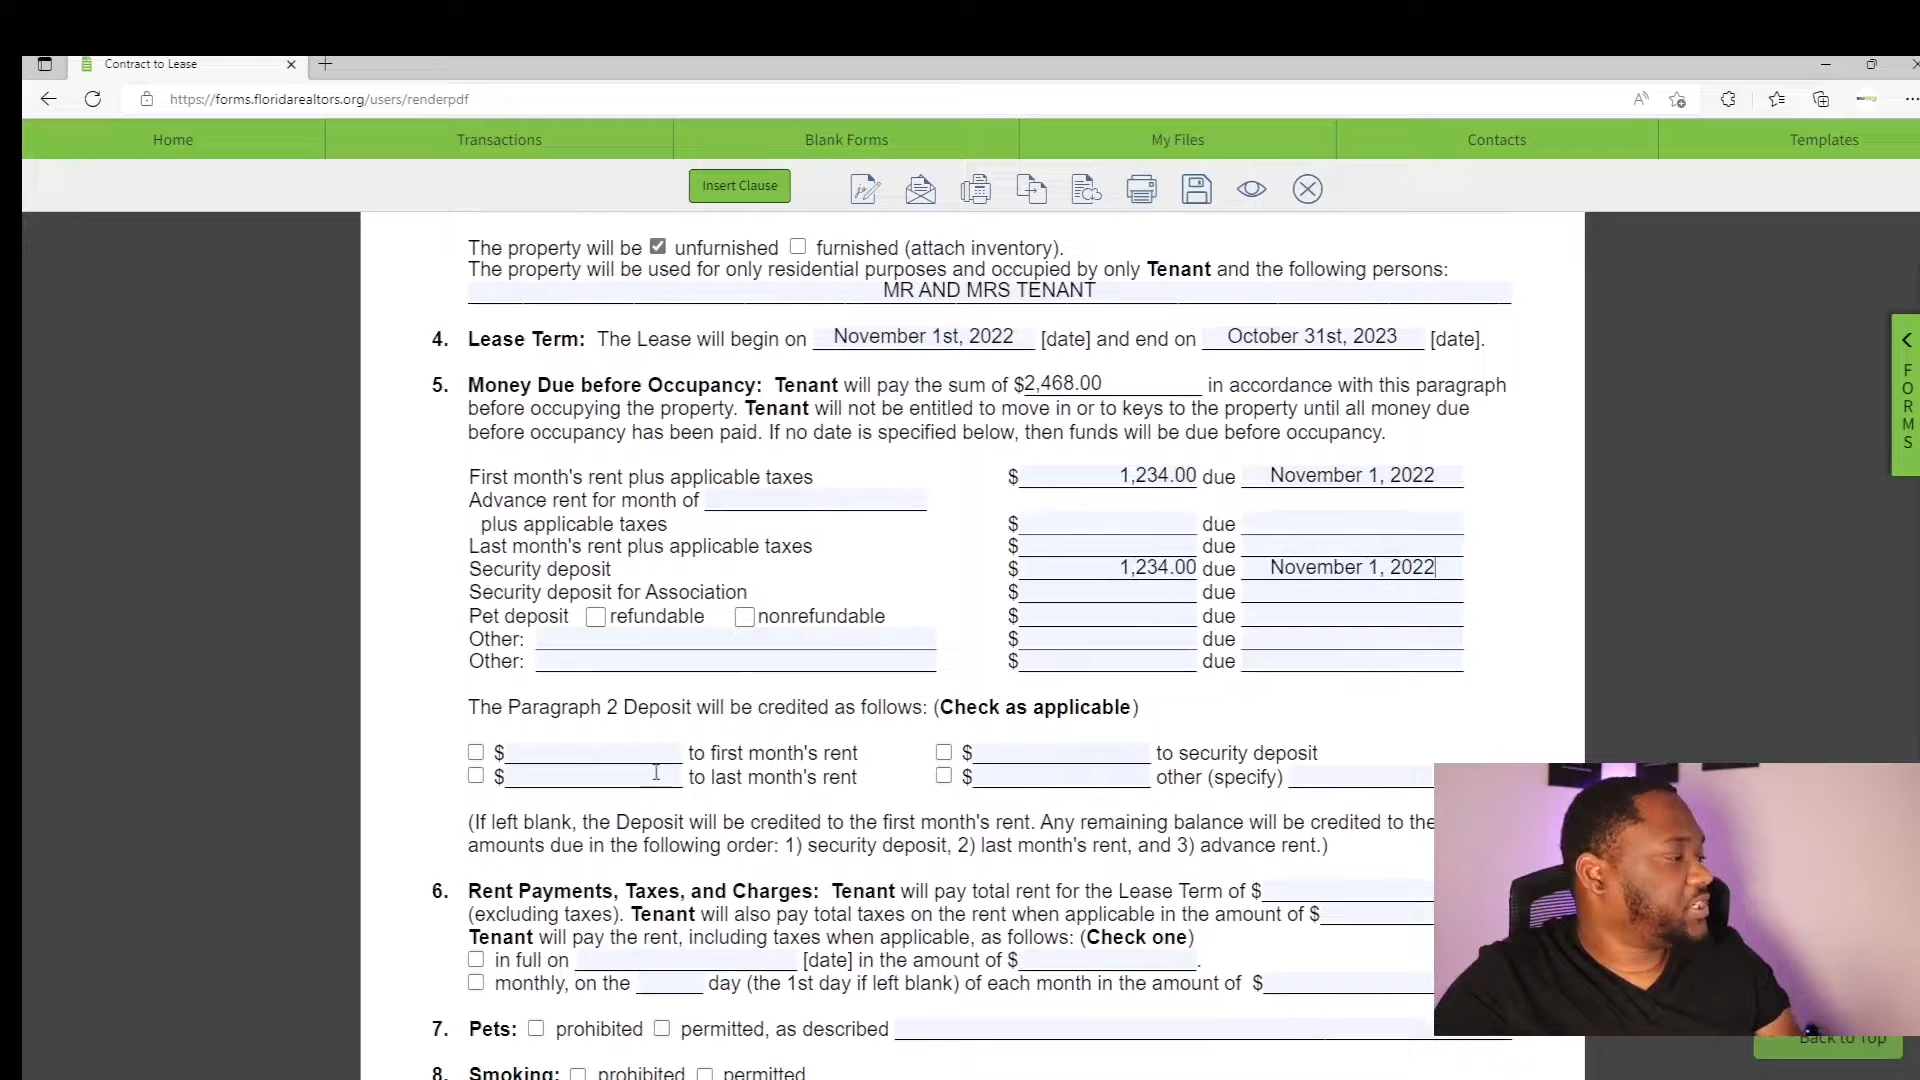 Contract to Lease
https://forms.floridarealtors.org/users/renderpdf
Home Transactions Blank Forms My Files Contacts Templates
Insert Clause
The property will be unfurnished furnished (attach inventory).
The property will be used for only residential purposes and occupied by only Tenant and the following persons:
MR AND MRS TENANT
4. Lease Term: The Lease will begin on November 1st, 2022 [date] and end on October 31st, 2023 [date].
5. Money Due before Occupancy: Tenant will pay the sum of $2,468.00 in accordance with this paragraph
before occupying the property. Tenant will not be entitled to move in or to keys to the property until all money due
before occupancy has been paid. If no date is specified below, then funds will be due before occupancy.
First month's rent plus applicable taxes $ 1,234.00 due November 1, 2022
Advance rent for month of
plus applicable taxes $ due
Last month's rent plus applicable taxes $ due
Security deposit $ 1,234.00 due November 1, 2022
Security deposit for Association $ due
Pet deposit refundable nonrefundable $ due
Other: $ due
Other: $ due
The Paragraph 2 Deposit will be credited as follows: (Check as applicable)
$ to first month's rent $ to security deposit
$ to last month's rent $ other (specify)
(If left blank, the Deposit will be credited to the first month's rent. Any remaining balance will be credited to the
amounts due in the following order: 1) security deposit, 2) last month's rent, and 3) advance rent.)
6. Rent Payments, Taxes, and Charges: Tenant will pay total rent for the Lease Term of $
(excluding taxes). Tenant will also pay total taxes on the rent when applicable in the amount of $
Tenant will pay the rent, including taxes when applicable, as follows: (Check one)
in full on [date] in the amount of $ .
monthly, on the day (the 1st day if left blank) of each month in the amount of $
7. Pets: prohibited permitted, as described
8. Smoking: prohibited permitted
FORMS
Back to Top